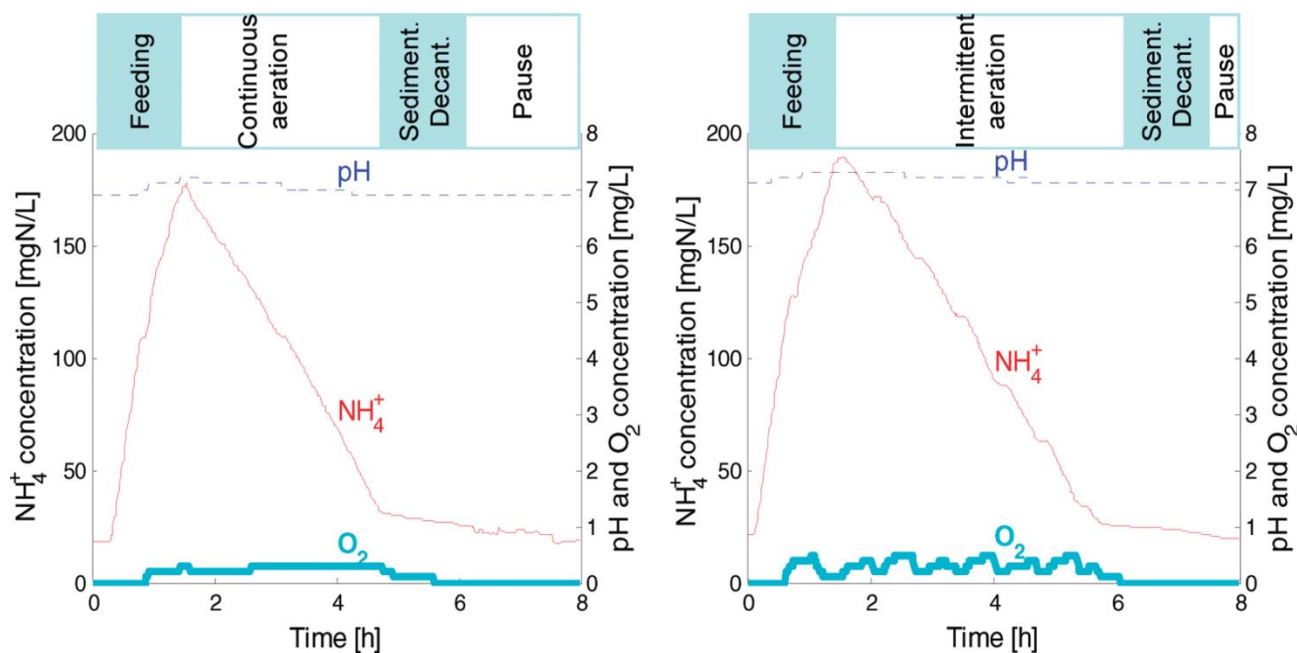 Feeding
Continuous
aeration
Sediment.
Decant.
Pause
200
150
100
50
0
NH₄⁺ concentration [mgN/L]
8
7
6
5
4
3
2
1
0
pH and O₂ concentration [mg/L]
pH
NH₄⁺
O₂
0 2 4 6 8
Time [h]
Feeding
Intermittent
aeration
Sediment.
Decant.
Pause
200
150
100
50
0
NH₄⁺ concentration [mgN/L]
8
7
6
5
4
3
2
1
0
pH and O₂ concentration [mg/L]
pH
NH₄⁺
O₂
0 2 4 6 8
Time [h]